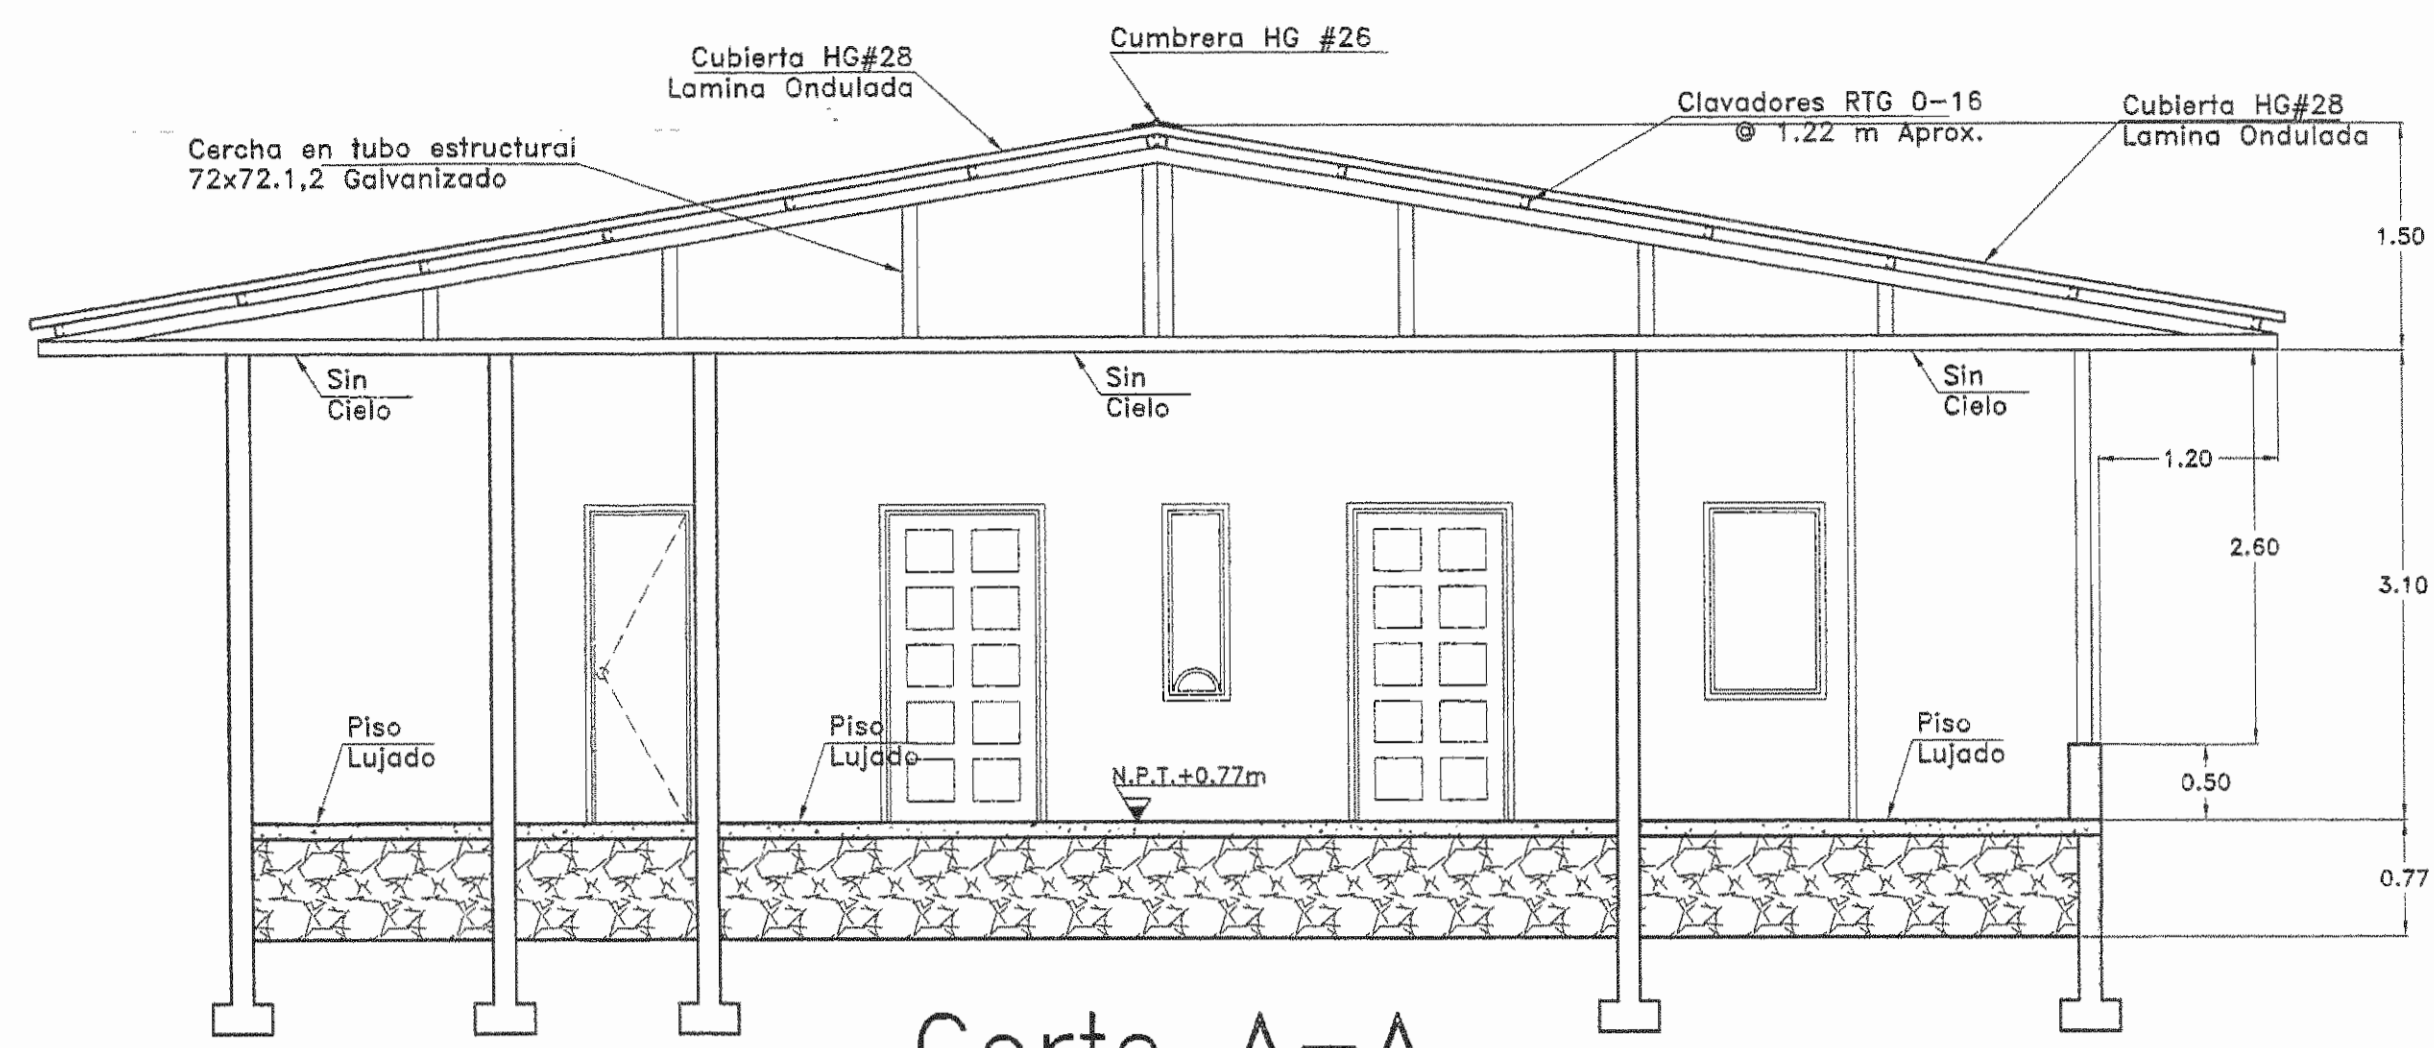 Cumbrera HG #26
Cubierta HG#28
Lamina Ondulada
Clavadores RTG 0-16
@ 1.22 m Aprox.
Cubierta HG#28
Lamina Ondulada
Cercha en tubo estructural
72x72.1,2 Galvanizado
1.50
Sin
Cielo
Sin
Cielo
Sin
Cielo
1.20
2.60
3.10
Piso
Lujado
Piso
Lujado
N.P.T.+0.77m
Piso
Lujado
0.50
0.77
Corte A-A